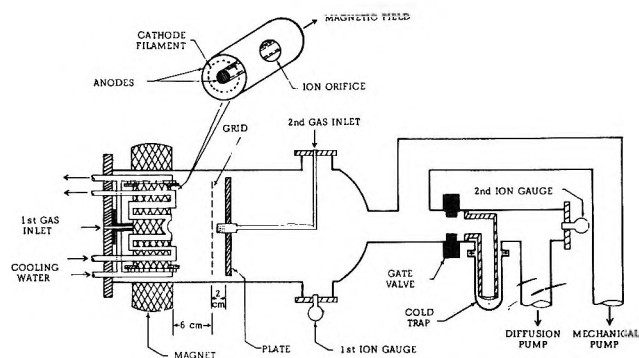 MAGNETIC FIELD
CATHODE
FILAMENT
ANODES
ION ORIFICE
GRID
2nd GAS INLET
2nd ION GAUGE
1st GAS
INLET
COOLING
WATER
GATE
VALVE
2
cm
6 cm
COLD
TRAP
MAGNET
PLATE
1st ION GAUGE
DIFFUSION
PUMP
MECHANICAL
PUMP